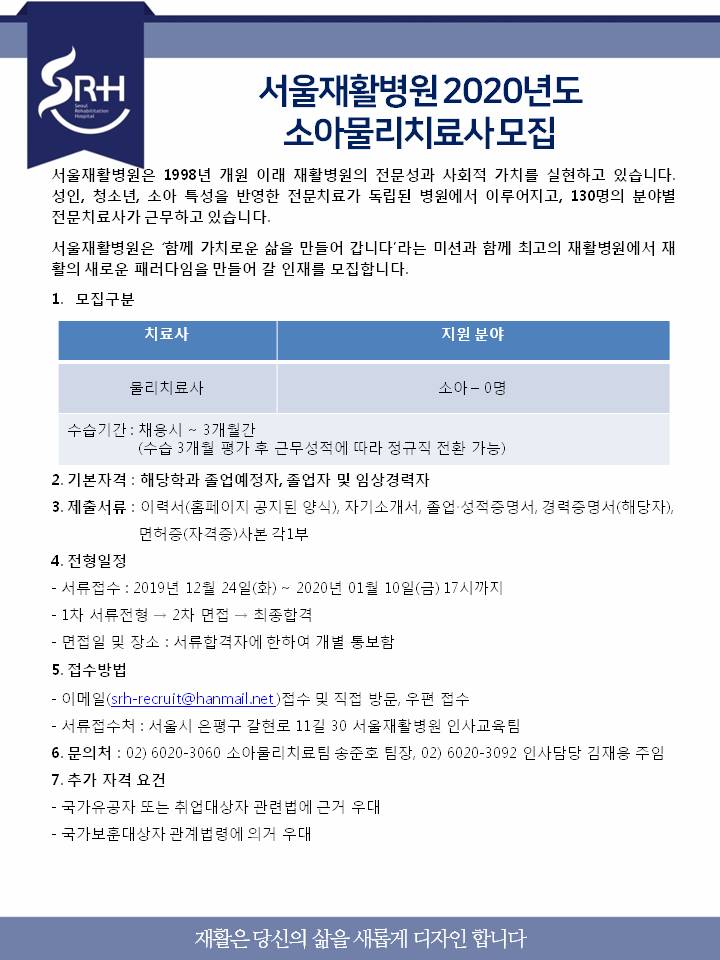 SRH
Seoul
Rehabilitation
Hospital
서울재활병원 2020년도
소아물리치료사 모집
서울재활병원은 1998년 개원 이래 재활병원의 전문성과 사회적 가치를 실현하고 있습니다.
성인, 청소년, 소아 특성을 반영한 전문치료가 독립된 병원에서 이루어지고, 130명의 분야별
전문치료사가 근무하고 있습니다.
서울재활병원은 ‘함께 가치로운 삶을 만들어 갑니다’라는 미션과 함께 최고의 재활병원에서 재
활의 새로운 패러다임을 만들어 갈 인재를 모집합니다.
1. 모집구분
치료사 지원 분야
물리치료사 소아 – 0명
수습기간 : 채용시 ~ 3개월간
(수습 3개월 평가 후 근무성적에 따라 정규직 전환 가능)
2. 기본자격 : 해당학과 졸업예정자, 졸업자 및 임상경력자
3. 제출서류 : 이력서(홈페이지 공지된 양식), 자기소개서, 졸업·성적증명서, 경력증명서(해당자),
면허증(자격증)사본 각1부
4. 전형일정
- 서류접수 : 2019년 12월 24일(화) ~ 2020년 01월 10일(금) 17시까지
- 1차 서류전형 → 2차 면접 → 최종합격
- 면접일 및 장소 : 서류합격자에 한하여 개별 통보함
5. 접수방법
- 이메일(srh-recruit@hanmail.net )접수 및 직접 방문, 우편 접수
- 서류접수처 : 서울시 은평구 갈현로 11길 30 서울재활병원 인사교육팀
6. 문의처 : 02) 6020-3060 소아물리치료팀 송준호 팀장, 02) 6020-3092 인사담당 김재용 주임
7. 추가 자격 요건
- 국가유공자 또는 취업대상자 관련법에 근거 우대
- 국가보훈대상자 관계법령에 의거 우대
재활은 당신의 삶을 새롭게 디자인 합니다